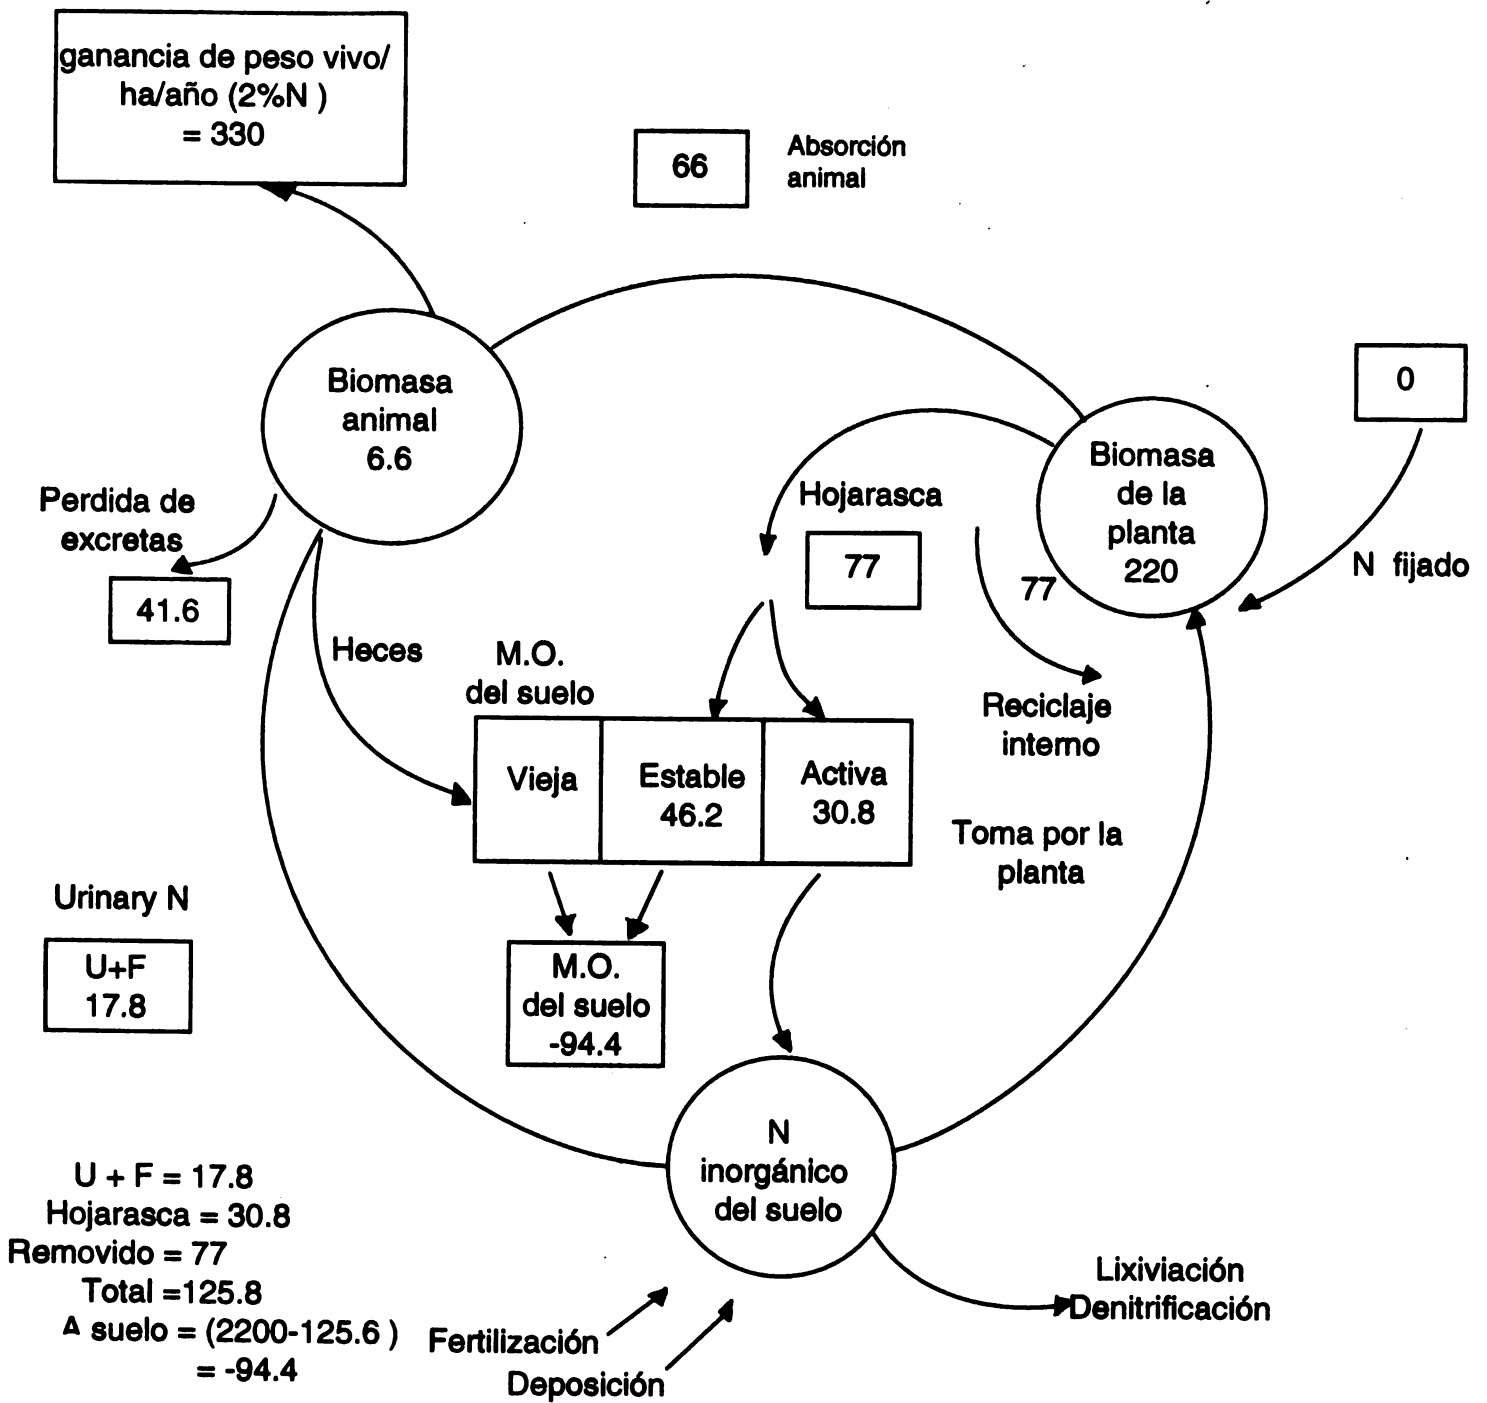 ganancia de peso vivo/
ha/año (2%N )
= 330
66
Absorción
animal
Biomasa
animal
6.6
0
Biomasa
de la
planta
220
N fijado
Perdida de
excretas
41.6
Hojarasca
77
77
Heces
M.O.
del suelo
Reciclaje
interno
Vieja
Estable
46.2
Activa
30.8
Toma por la
planta
Urinary N
U+F
17.8
M.O.
del suelo
-94.4
N
inorgánico
del suelo
U + F = 17.8
Hojarasca = 30.8
Removido = 77
Total =125.8
Δ suelo = (2200-125.6 )
= -94.4
Fertilización
Deposición
Lixiviación
Denitrificación